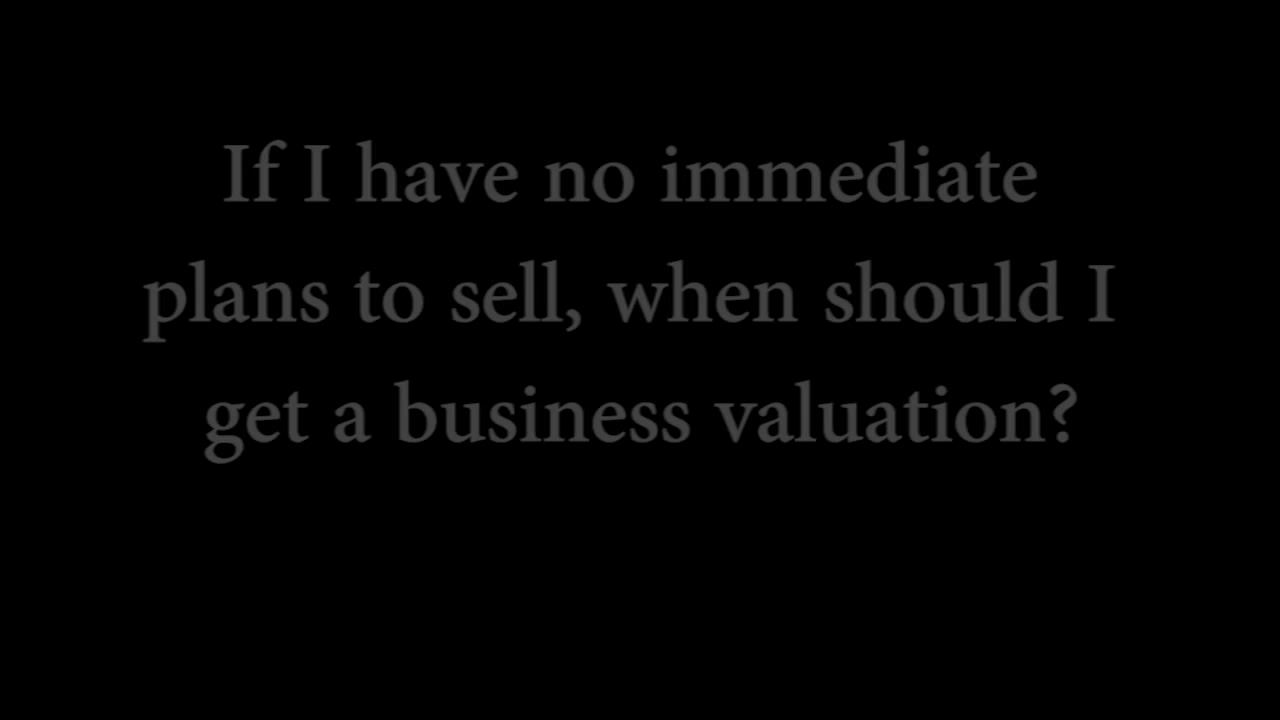 If I have no immediate
plans to sell, when should I
get a business valuation?